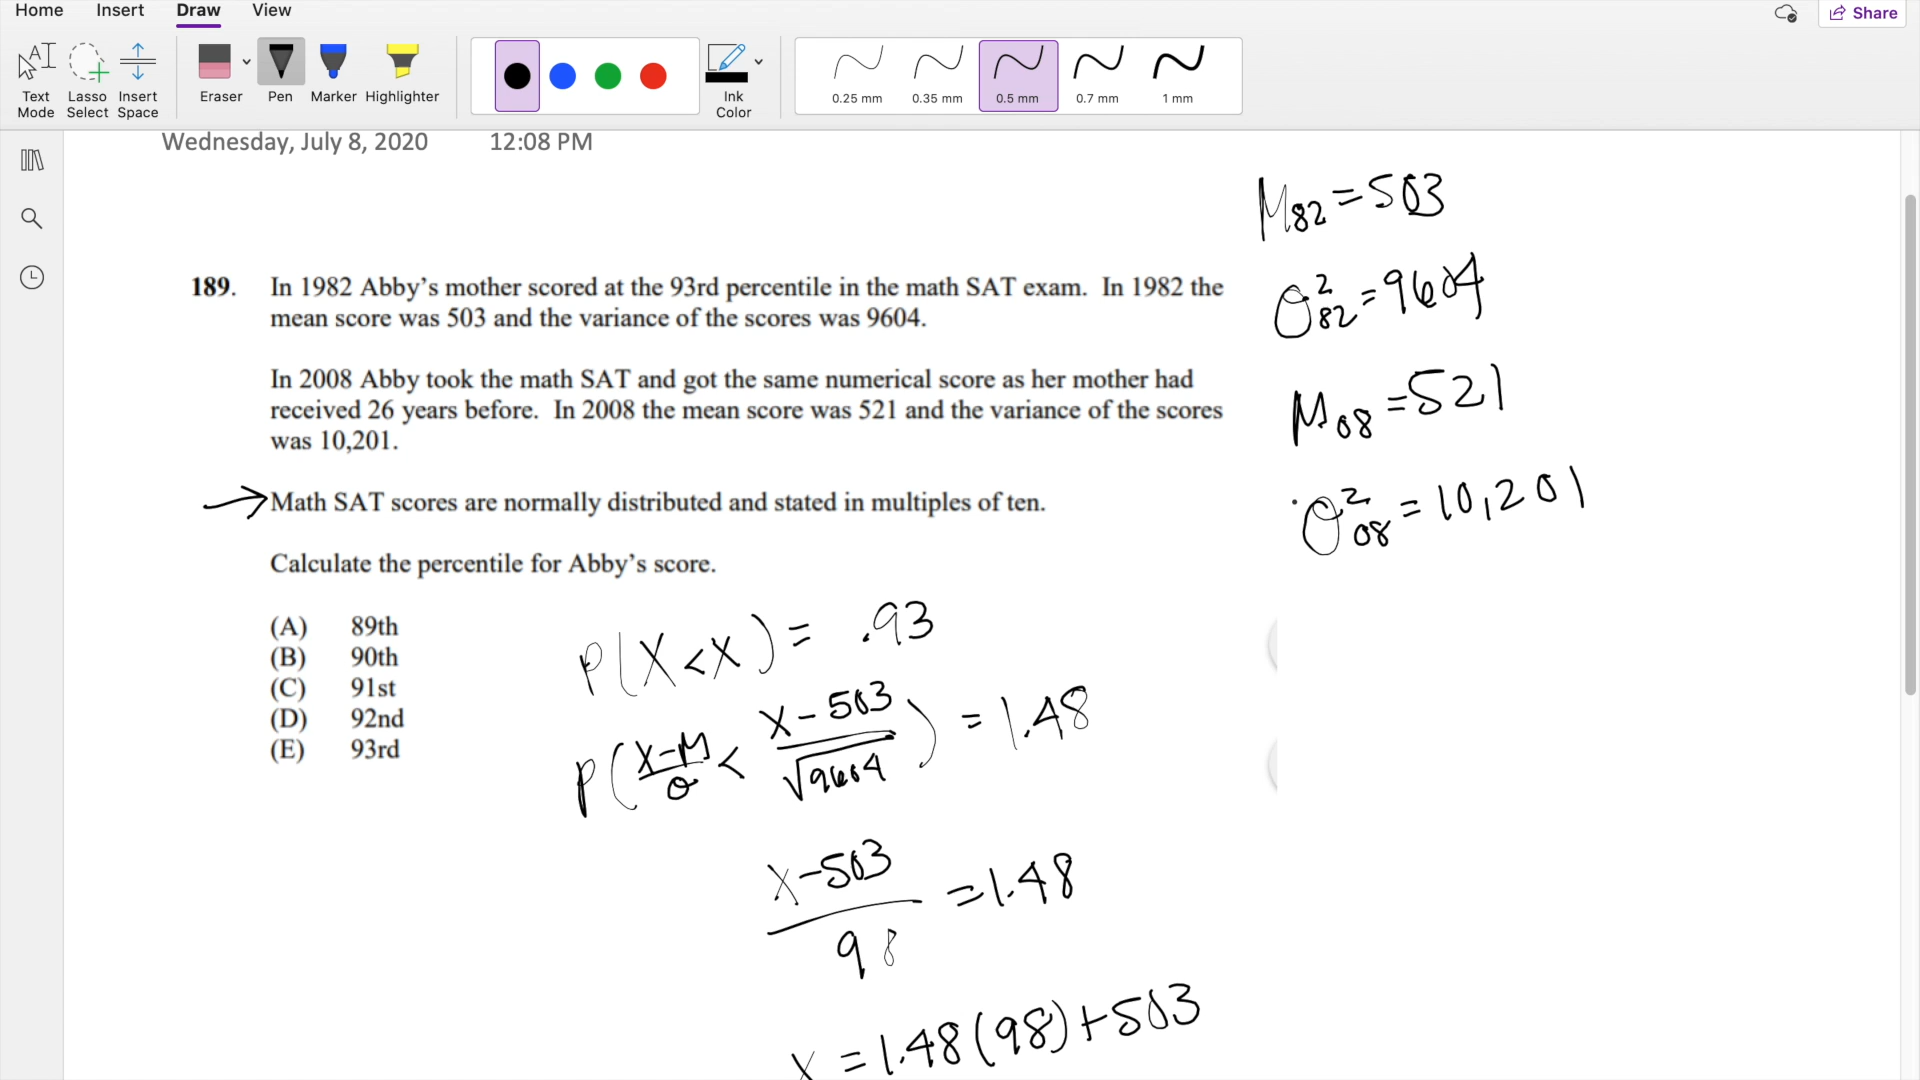 Home Insert Draw View Share
Text Mode Lasso Select Insert Space Eraser Pen Marker Highlighter Ink Color 0.25 mm 0.35 mm 0.5 mm 0.7 mm 1 mm
Wednesday, July 8, 2020 12:08 PM
189. In 1982 Abby’s mother scored at the 93rd percentile in the math SAT exam. In 1982 the
mean score was 503 and the variance of the scores was 9604.
In 2008 Abby took the math SAT and got the same numerical score as her mother had
received 26 years before. In 2008 the mean score was 521 and the variance of the scores
was 10,201.
→ Math SAT scores are normally distributed and stated in multiples of ten.
Calculate the percentile for Abby’s score.
(A) 89th
(B) 90th
(C) 91st
(D) 92nd
(E) 93rd
M82 = 503
σ²82 = 9604
M08 = 521
σ²08 = 10,201
P(X < x) = .93
P((x-M)/σ < (x-503)/√9604) = 1.48
(x-503)/98 = 1.48
x = 1.48(98)+503